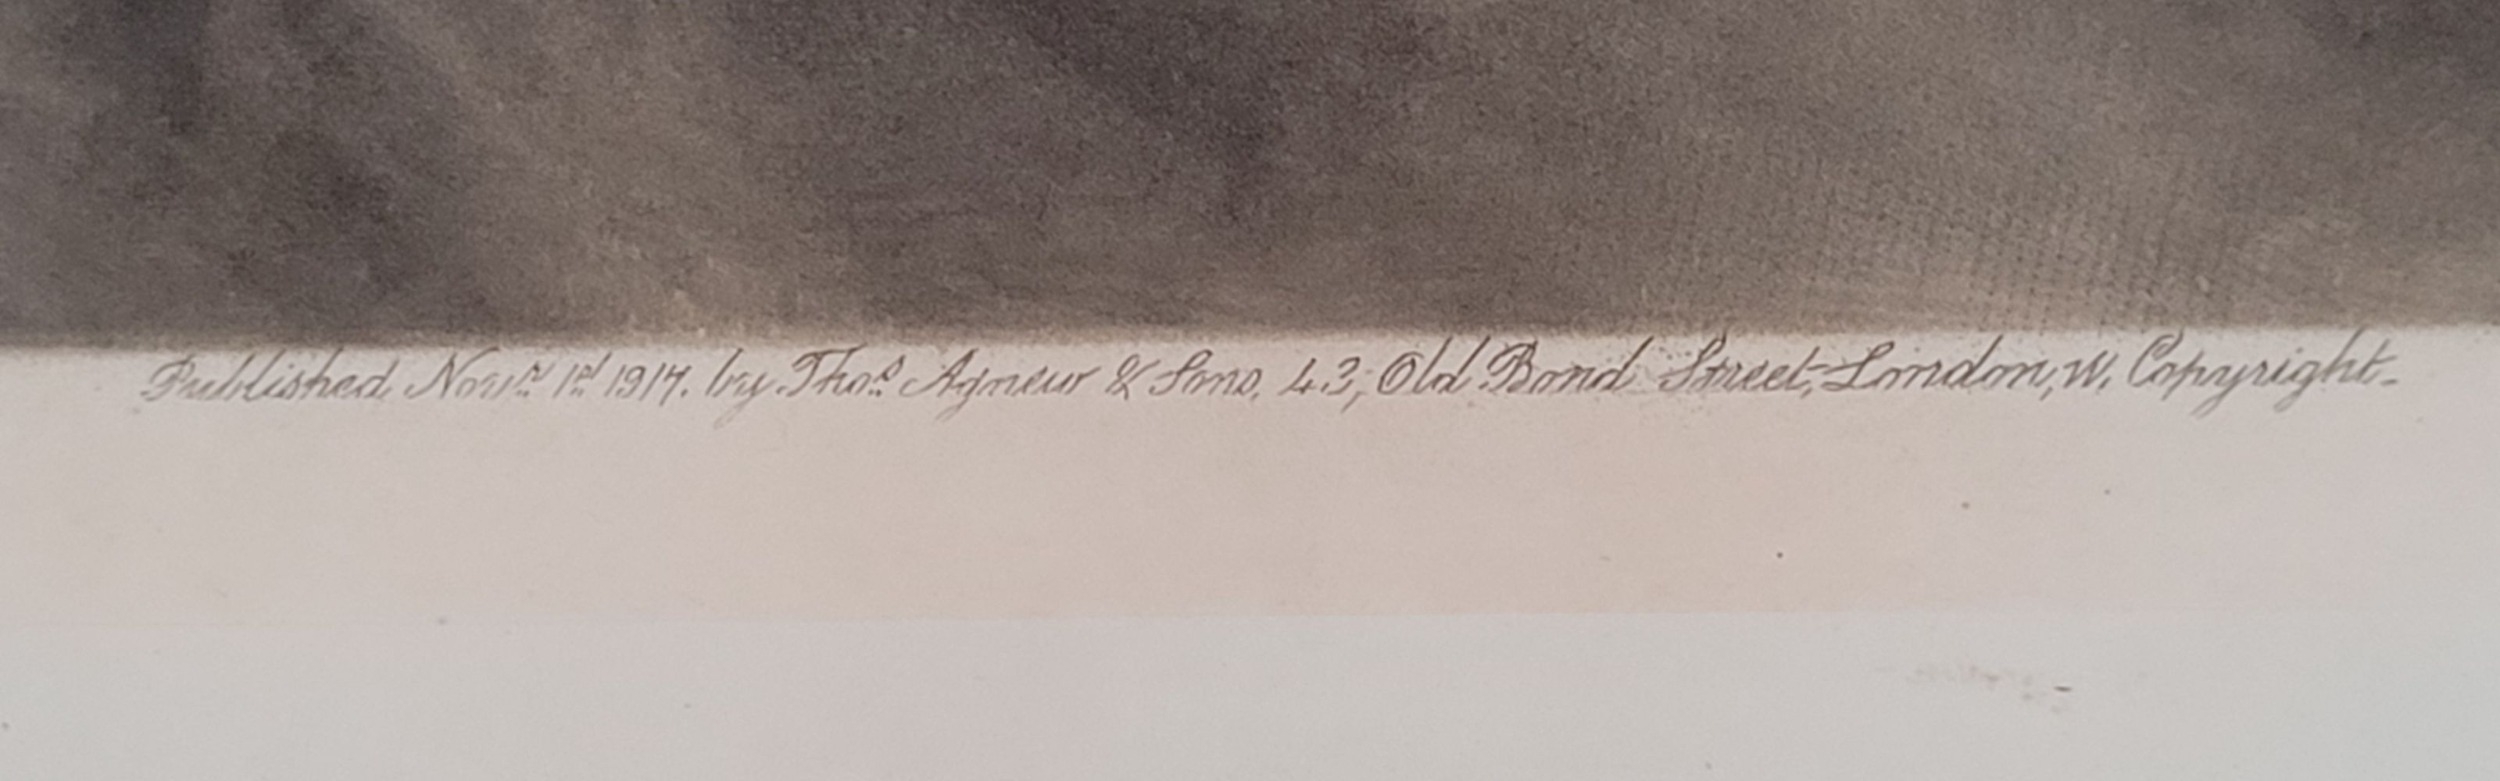 Published Novr. 1st 1917. by Thos. Agnew & Sons, 43, Old Bond Street, London, W. Copyright.